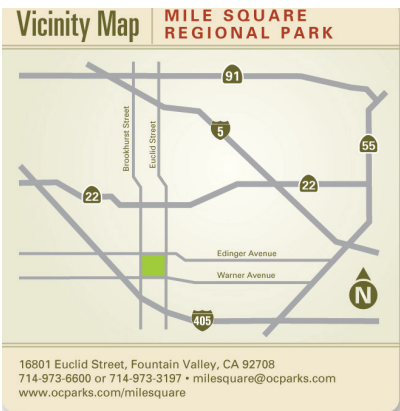 Vicinity Map
MILE SQUARE
REGIONAL PARK
91
Brookhurst Street
Euclid Street
5
55
22
22
Edinger Avenue
Warner Avenue
N
405
16801 Euclid Street, Fountain Valley, CA 92708
714-973-6600 or 714-973-3197 • milesquare@ocparks.com
www.ocparks.com/milesquare